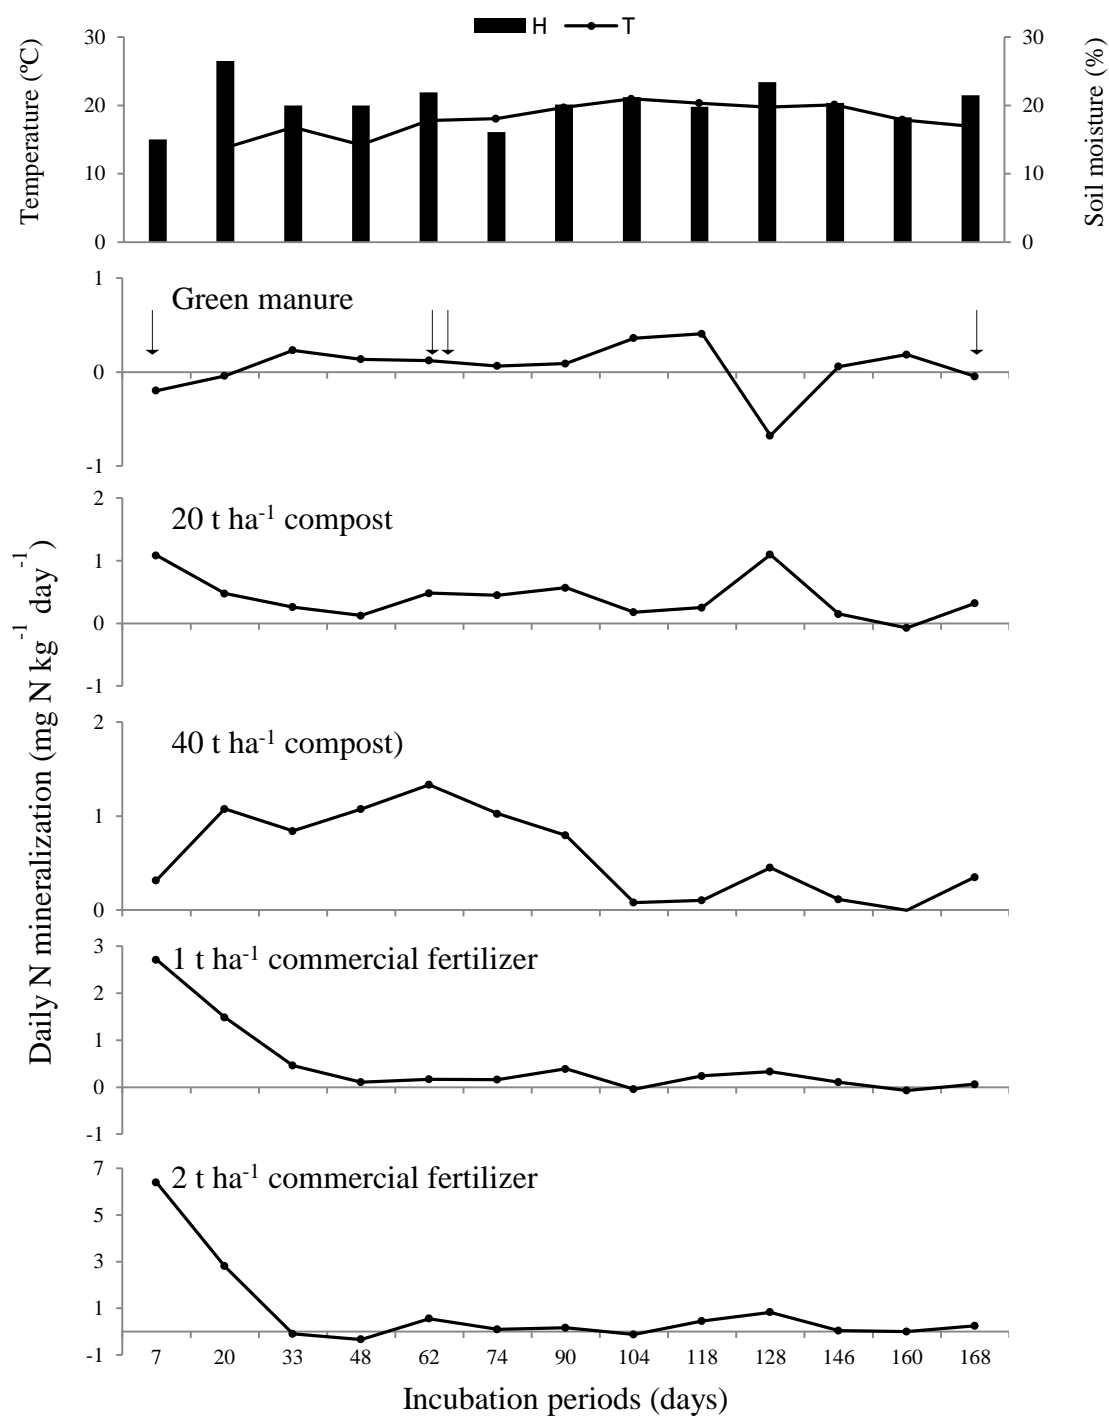 H T
Temperature (ºC)
30
20
10
0
30
20
10
0
Soil moisture (%)
Daily N mineralization (mg N kg⁻¹ day⁻¹)
Green manure
1
0
-1
20 t ha⁻¹ compost
2
1
0
-1
40 t ha⁻¹ compost)
2
1
0
1 t ha⁻¹ commercial fertilizer
3
2
1
0
-1
2 t ha⁻¹ commercial fertilizer
7
5
3
1
-1
7 20 33 48 62 74 90 104 118 128 146 160 168
Incubation periods (days)